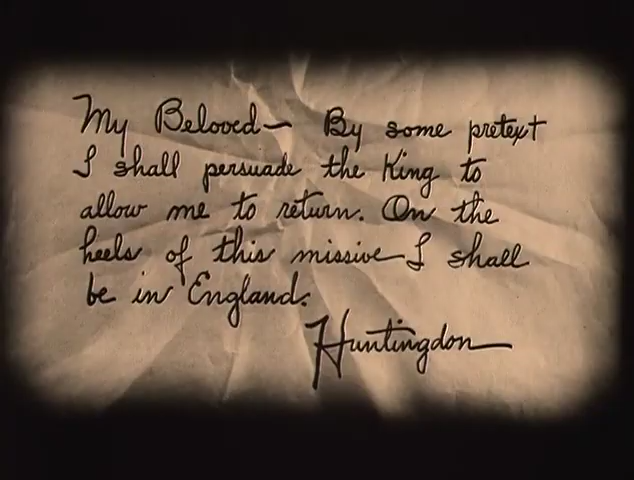 My Beloved— By some pretext
I shall persuade the King to
allow me to return. On the
heels of this missive I shall
be in England.
Huntingdon